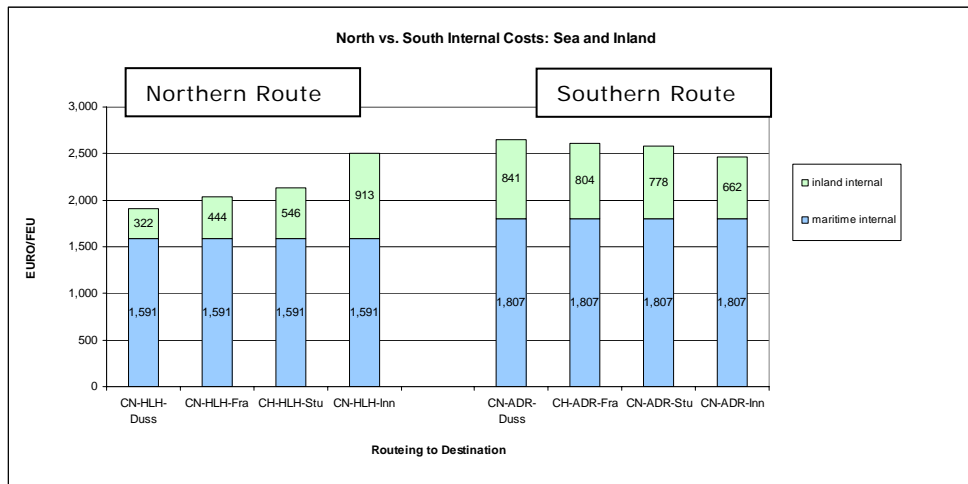 North vs. South Internal Costs: Sea and Inland
Northern Route
Southern Route
3,000
2,500
2,000
1,500
1,000
500
0
EURO/FEU
322
444
546
913
841
804
778
662
1,591
1,591
1,591
1,591
1,807
1,807
1,807
1,807
inland internal
maritime internal
CN-HLH-
Duss
CN-HLH-Fra
CH-HLH-Stu
CN-HLH-Inn
CN-ADR-
Duss
CH-ADR-Fra
CN-ADR-Stu
CN-ADR-Inn
Routeing to Destination